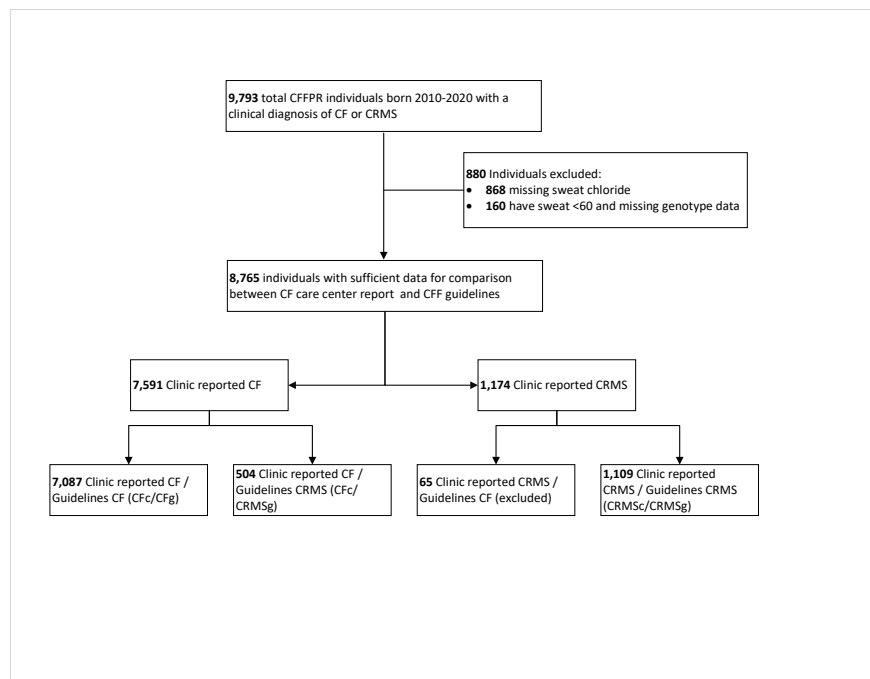 9,793 total CFFPR individuals born 2010-2020 with a
clinical diagnosis of CF or CRMS
880 Individuals excluded:
• 868 missing sweat chloride
• 160 have sweat <60 and missing genotype data
8,765 individuals with sufficient data for comparison
between CF care center report and CFF guidelines
7,591 Clinic reported CF
1,174 Clinic reported CRMS
7,087 Clinic reported CF /
Guidelines CF (CFc/CFg)
504 Clinic reported CF /
Guidelines CRMS (CFc/
CRMSg)
65 Clinic reported CRMS /
Guidelines CF (excluded)
1,109 Clinic reported
CRMS / Guidelines CRMS
(CRMSc/CRMSg)